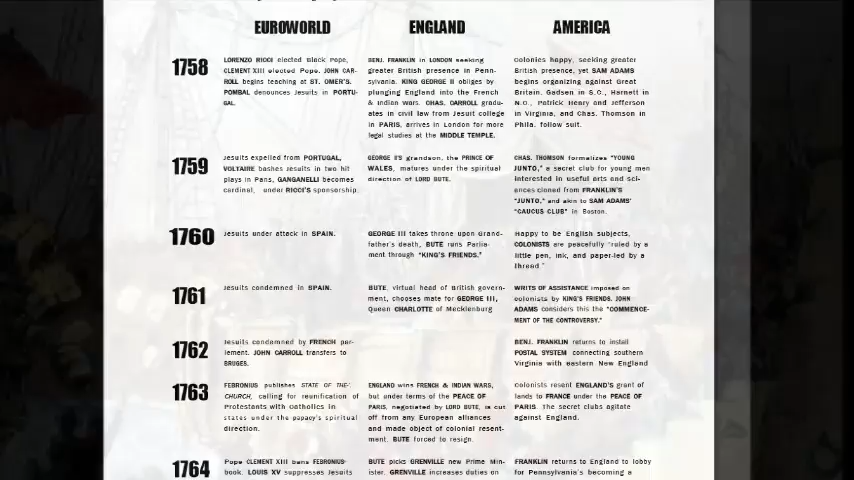 EUROWORLD ENGLAND AMERICA
1758
LORENZO RICCI elected Black Pope,
CLEMENT XIII elected Pope. JOHN CAR-
ROLL begins teaching at ST. OMER'S.
POMBAL denounces Jesuits in PORTU-
GAL.
BENJ. FRANKLIN in LONDON seeking
greater British presence in Penn-
sylvania. KING GEORGE II obliges by
plunging England into the French
& Indian wars. CHAS. CARROLL gradu-
ates in civil law from Jesuit college
in PARIS, arrives in London for more
legal studies at the MIDDLE TEMPLE.
Colonies happy, seeking greater
British presence, yet SAM ADAMS
begins organizing against Great
Britain. Gadsen in S.C., Harnett in
N.C., Patrick Henry and Jefferson
in Virginia, and Chas. Thomson in
Phila. follow suit.
1759
Jesuits expelled from PORTUGAL,
VOLTAIRE bashes Jesuits in two hit
plays in Paris, GANGANELLI becomes
cardinal, under RICCI'S sponsorship.
GEORGE II'S grandson, the PRINCE OF
WALES, matures under the spiritual
direction of LORD BUTE.
CHAS. THOMSON formalizes "YOUNG
JUNTO," a secret club for young men
interested in useful arts and sci-
ences cloned from FRANKLIN'S
"JUNTO," and akin to SAM ADAMS'
"CAUCUS CLUB" in Boston.
1760
Jesuits under attack in SPAIN.
GEORGE III takes throne upon Grand-
father's death, BUTE runs Parlia-
ment through "KING'S FRIENDS."
Happy to be English subjects,
COLONISTS are peacefully "ruled by a
little pen, ink, and paper-led by a
thread"
1761
Jesuits condemned in SPAIN.
BUTE, virtual head of British govern-
ment, chooses mate for GEORGE III,
Queen CHARLOTTE of Mecklenburg
WRITS OF ASSISTANCE imposed on
colonists by KING'S FRIENDS. JOHN
ADAMS considers this the "COMMENCE-
MENT OF THE CONTROVERSY."
1762
Jesuits condemned by FRENCH par-
lement. JOHN CARROLL transfers to
BRUGES.
BENJ. FRANKLIN returns to install
POSTAL SYSTEM connecting southern
Virginia with eastern New England
1763
FEBRONIUS publishes STATE OF THE
CHURCH, calling for reunification of
Protestants with Catholics in
states under the papacy's spiritual
direction.
ENGLAND wins FRENCH & INDIAN WARS,
but under terms of the PEACE OF
PARIS, negotiated by LORD BUTE, is cut
off from any European alliances
and made object of colonial resent-
ment. BUTE forced to resign.
Colonists resent ENGLAND'S grant of
lands to FRANCE under the PEACE OF
PARIS. The secret clubs agitate
against England.
1764
Pope CLEMENT XIII bans FEBRONIUS'
book. LOUIS XV suppresses Jesuits
BUTE picks GRENVILLE new Prime Min-
ister. GRENVILLE increases duties on
FRANKLIN returns to England to lobby
for Pennsylvania's becoming a